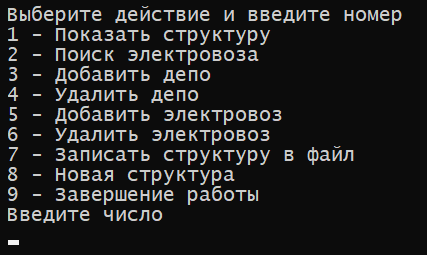 Выберите действие и введите номер
1 - Показать структуру
2 - Поиск электровоза
3 - Добавить депо
4 - Удалить депо
5 - Добавить электровоз
6 - Удалить электровоз
7 - Записать структуру в файл
8 - Новая структура
9 - Завершение работы
Введите число